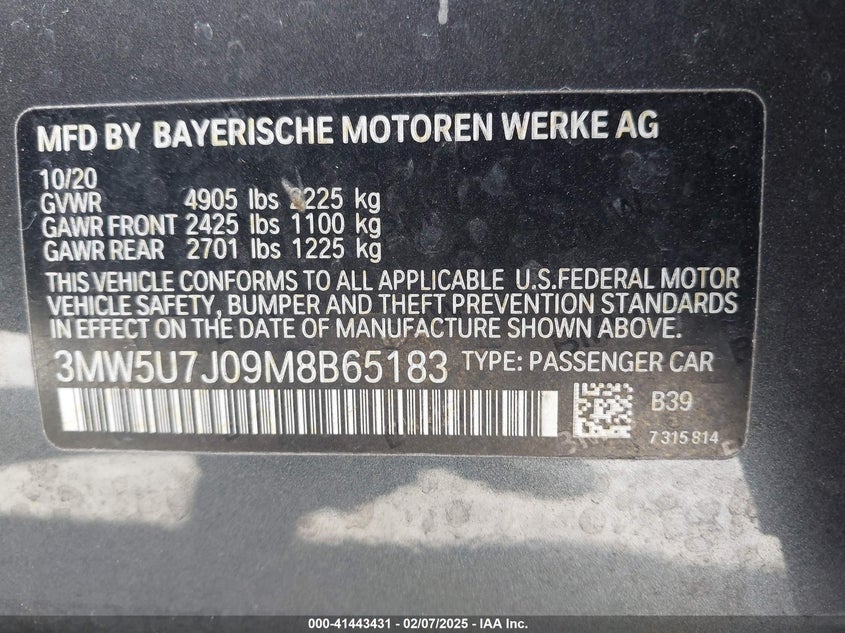 MFD BY BAYERISCHE MOTOREN WERKE AG
10/20
GVWR 4905 lbs 2225 kg
GAWR FRONT 2425 lbs 1100 kg
GAWR REAR 2701 lbs 1225 kg
THIS VEHICLE CONFORMS TO ALL APPLICABLE U.S.FEDERAL MOTOR
VEHICLE SAFETY, BUMPER AND THEFT PREVENTION STANDARDS
IN EFFECT ON THE DATE OF MANUFACTURE SHOWN ABOVE.
3MW5U7J09M8B65183 TYPE: PASSENGER CAR
B39
7 315 814
000-41443431 - 02/07/2025 - IAA Inc.